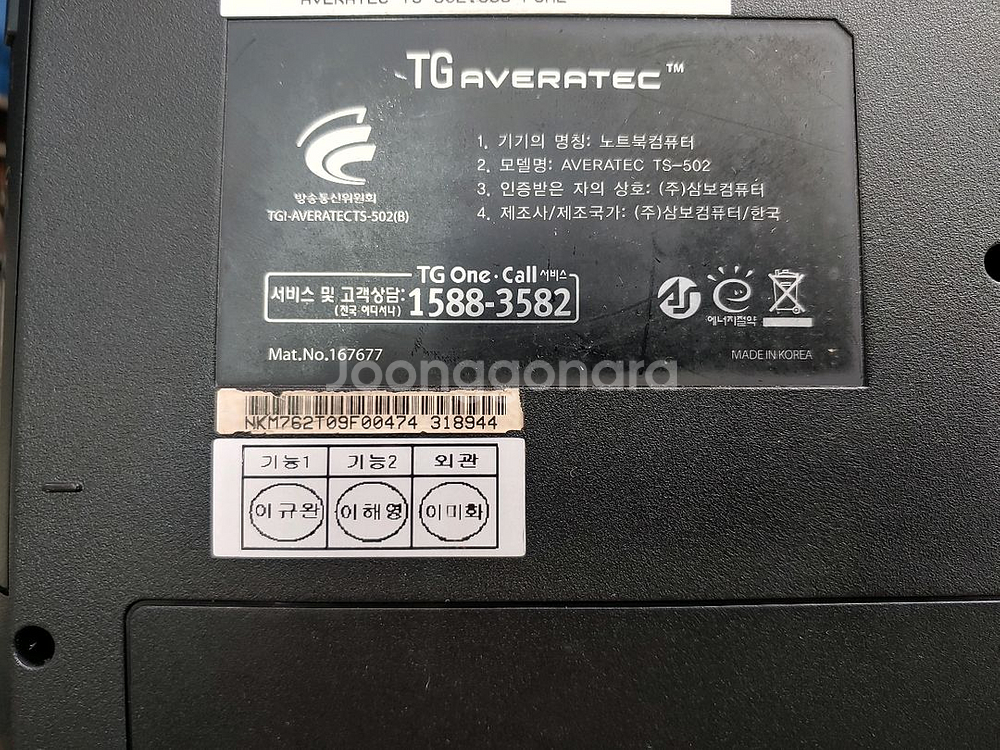 TG AVERATEC™
1. 기기의 명칭: 노트북컴퓨터
2. 모델명: AVERATEC TS-502
3. 인증받은 자의 상호: (주)삼보컴퓨터
4. 제조사/제조국가: (주)삼보컴퓨터/한국
방송통신위원회
TGI-AVERATECTS-502(B)
TG One·Call 서비스
서비스 및 고객상담: 1588-3582
(전국 어디서나)
에너지절약
Mat.No.167677
MADE IN KOREA
Joonggonara
NKM762T09F00474 318944
기능1 기능2 외관
이규완 이해영 이미화